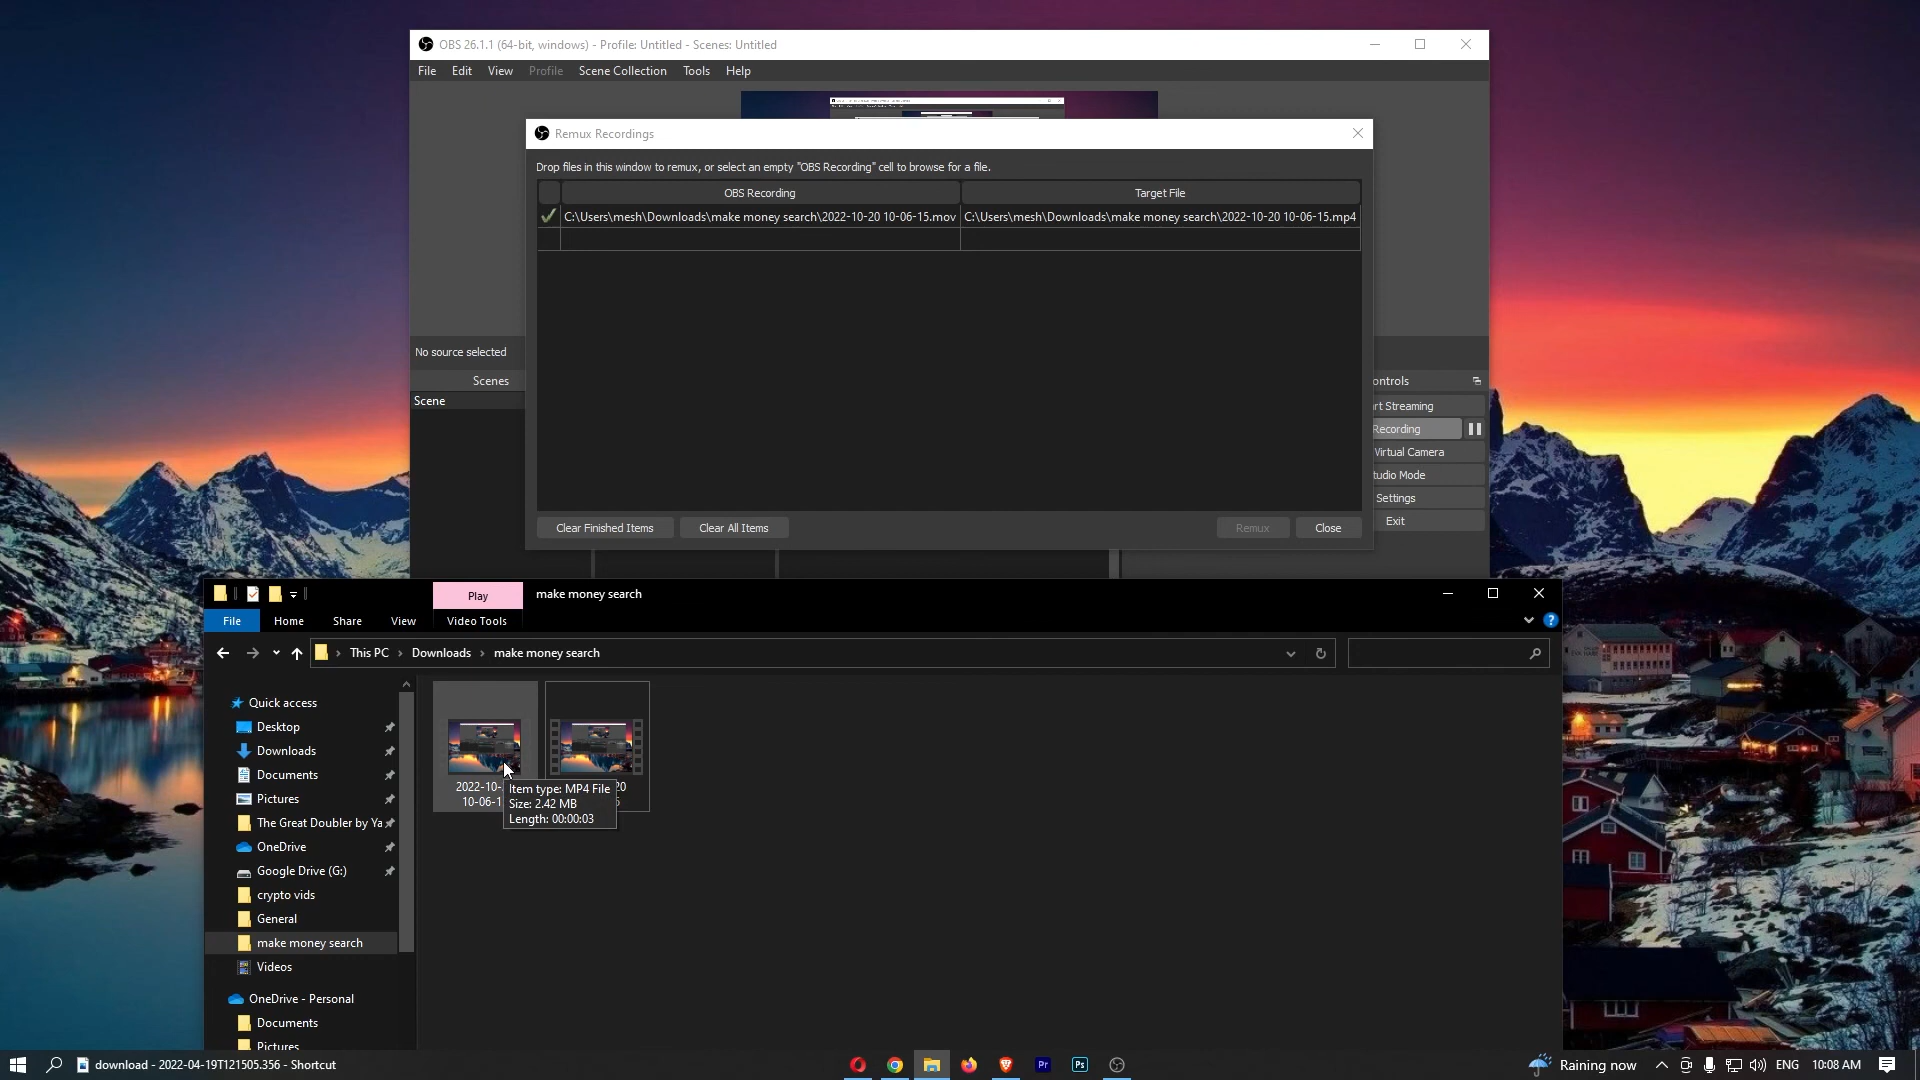 OBS 26.1.1 (64-bit, windows) - Profile: Untitled - Scenes: Untitled
File Edit View Profile Scene Collection Tools Help
Remux Recordings
Drop files in this window to remux, or select an empty "OBS Recording" cell to browse for a file.
OBS Recording Target File
C:\Users\mesh\Downloads\make money search\2022-10-20 10-06-15.mov C:\Users\mesh\Downloads\make money search\2022-10-20 10-06-15.mp4
No source selected
Scenes
Scene
ontrols
rt Streaming
Recording
Virtual Camera
tudio Mode
Settings
Exit
Clear Finished Items Clear All Items Remux Close
Play make money search
File Home Share View Video Tools
This PC Downloads make money search
Quick access
Desktop
Downloads
Documents
Pictures
The Great Doubler by Ya
OneDrive
Google Drive (G:)
crypto vids
General
make money search
Videos
OneDrive - Personal
Documents
Pictures
2022-10-
10-06-1
20
Item type: MP4 File
Size: 2.42 MB
Length: 00:00:03
download - 2022-04-19T121505.356 - Shortcut
Pr
Ps
Raining now
ENG
10:08 AM